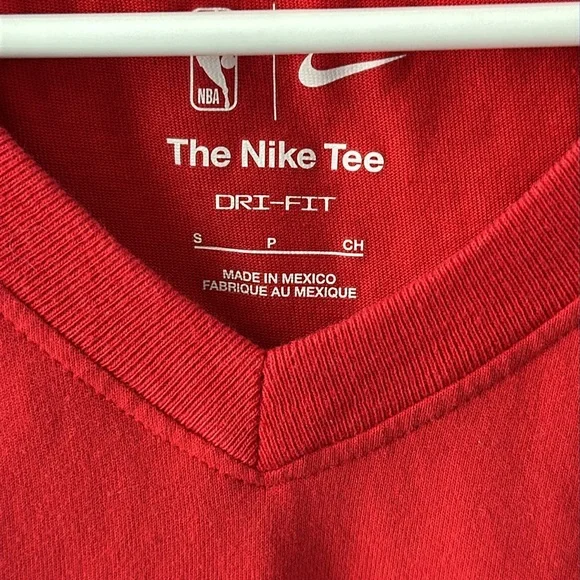 NBA
The Nike Tee
DRI-FIT
S P CH
MADE IN MEXICO
FABRIQUE AU MEXIQUE